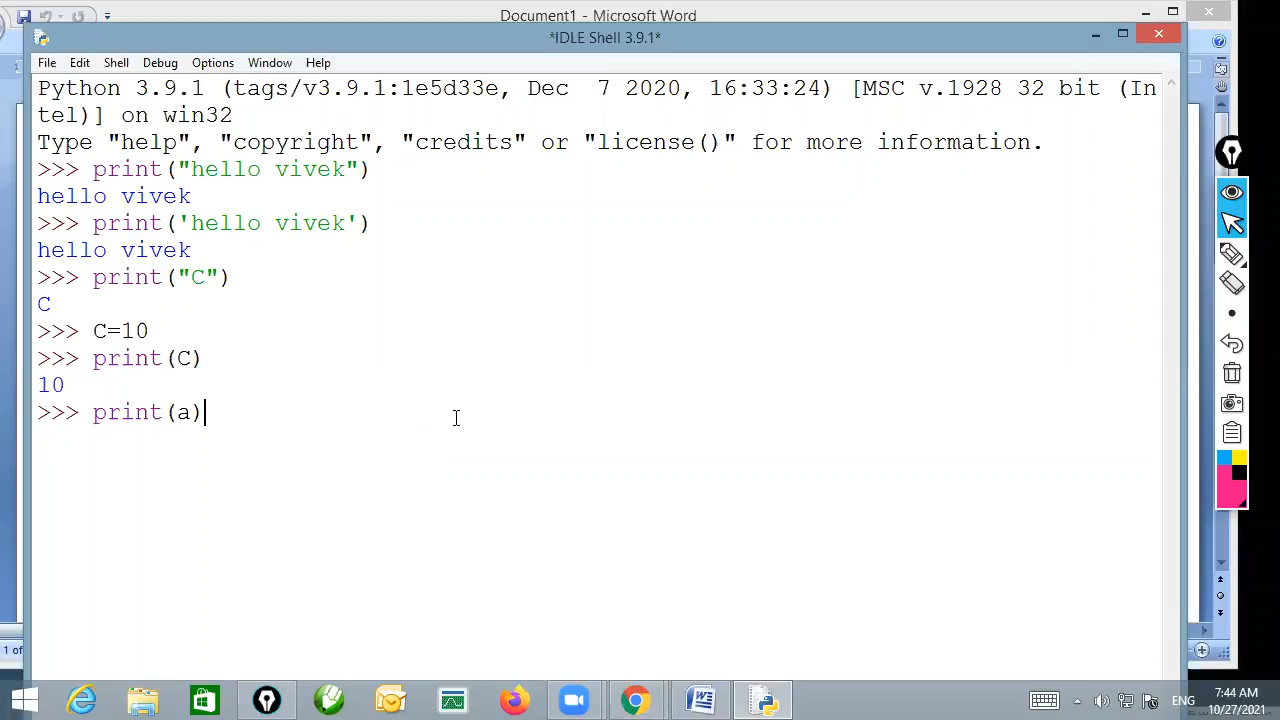 Document1 - Microsoft Word
*IDLE Shell 3.9.1*
File Edit Shell Debug Options Window Help
Python 3.9.1 (tags/v3.9.1:1e5d33e, Dec  7 2020, 16:33:24) [MSC v.1928 32 bit (In
tel)] on win32
Type "help", "copyright", "credits" or "license()" for more information.
>>> print("hello vivek")
hello vivek
>>> print('hello vivek')
hello vivek
>>> print("C")
C
>>> C=10
>>> print(C)
10
>>> print(a)
1 of
ENG
7:44 AM
10/27/2021